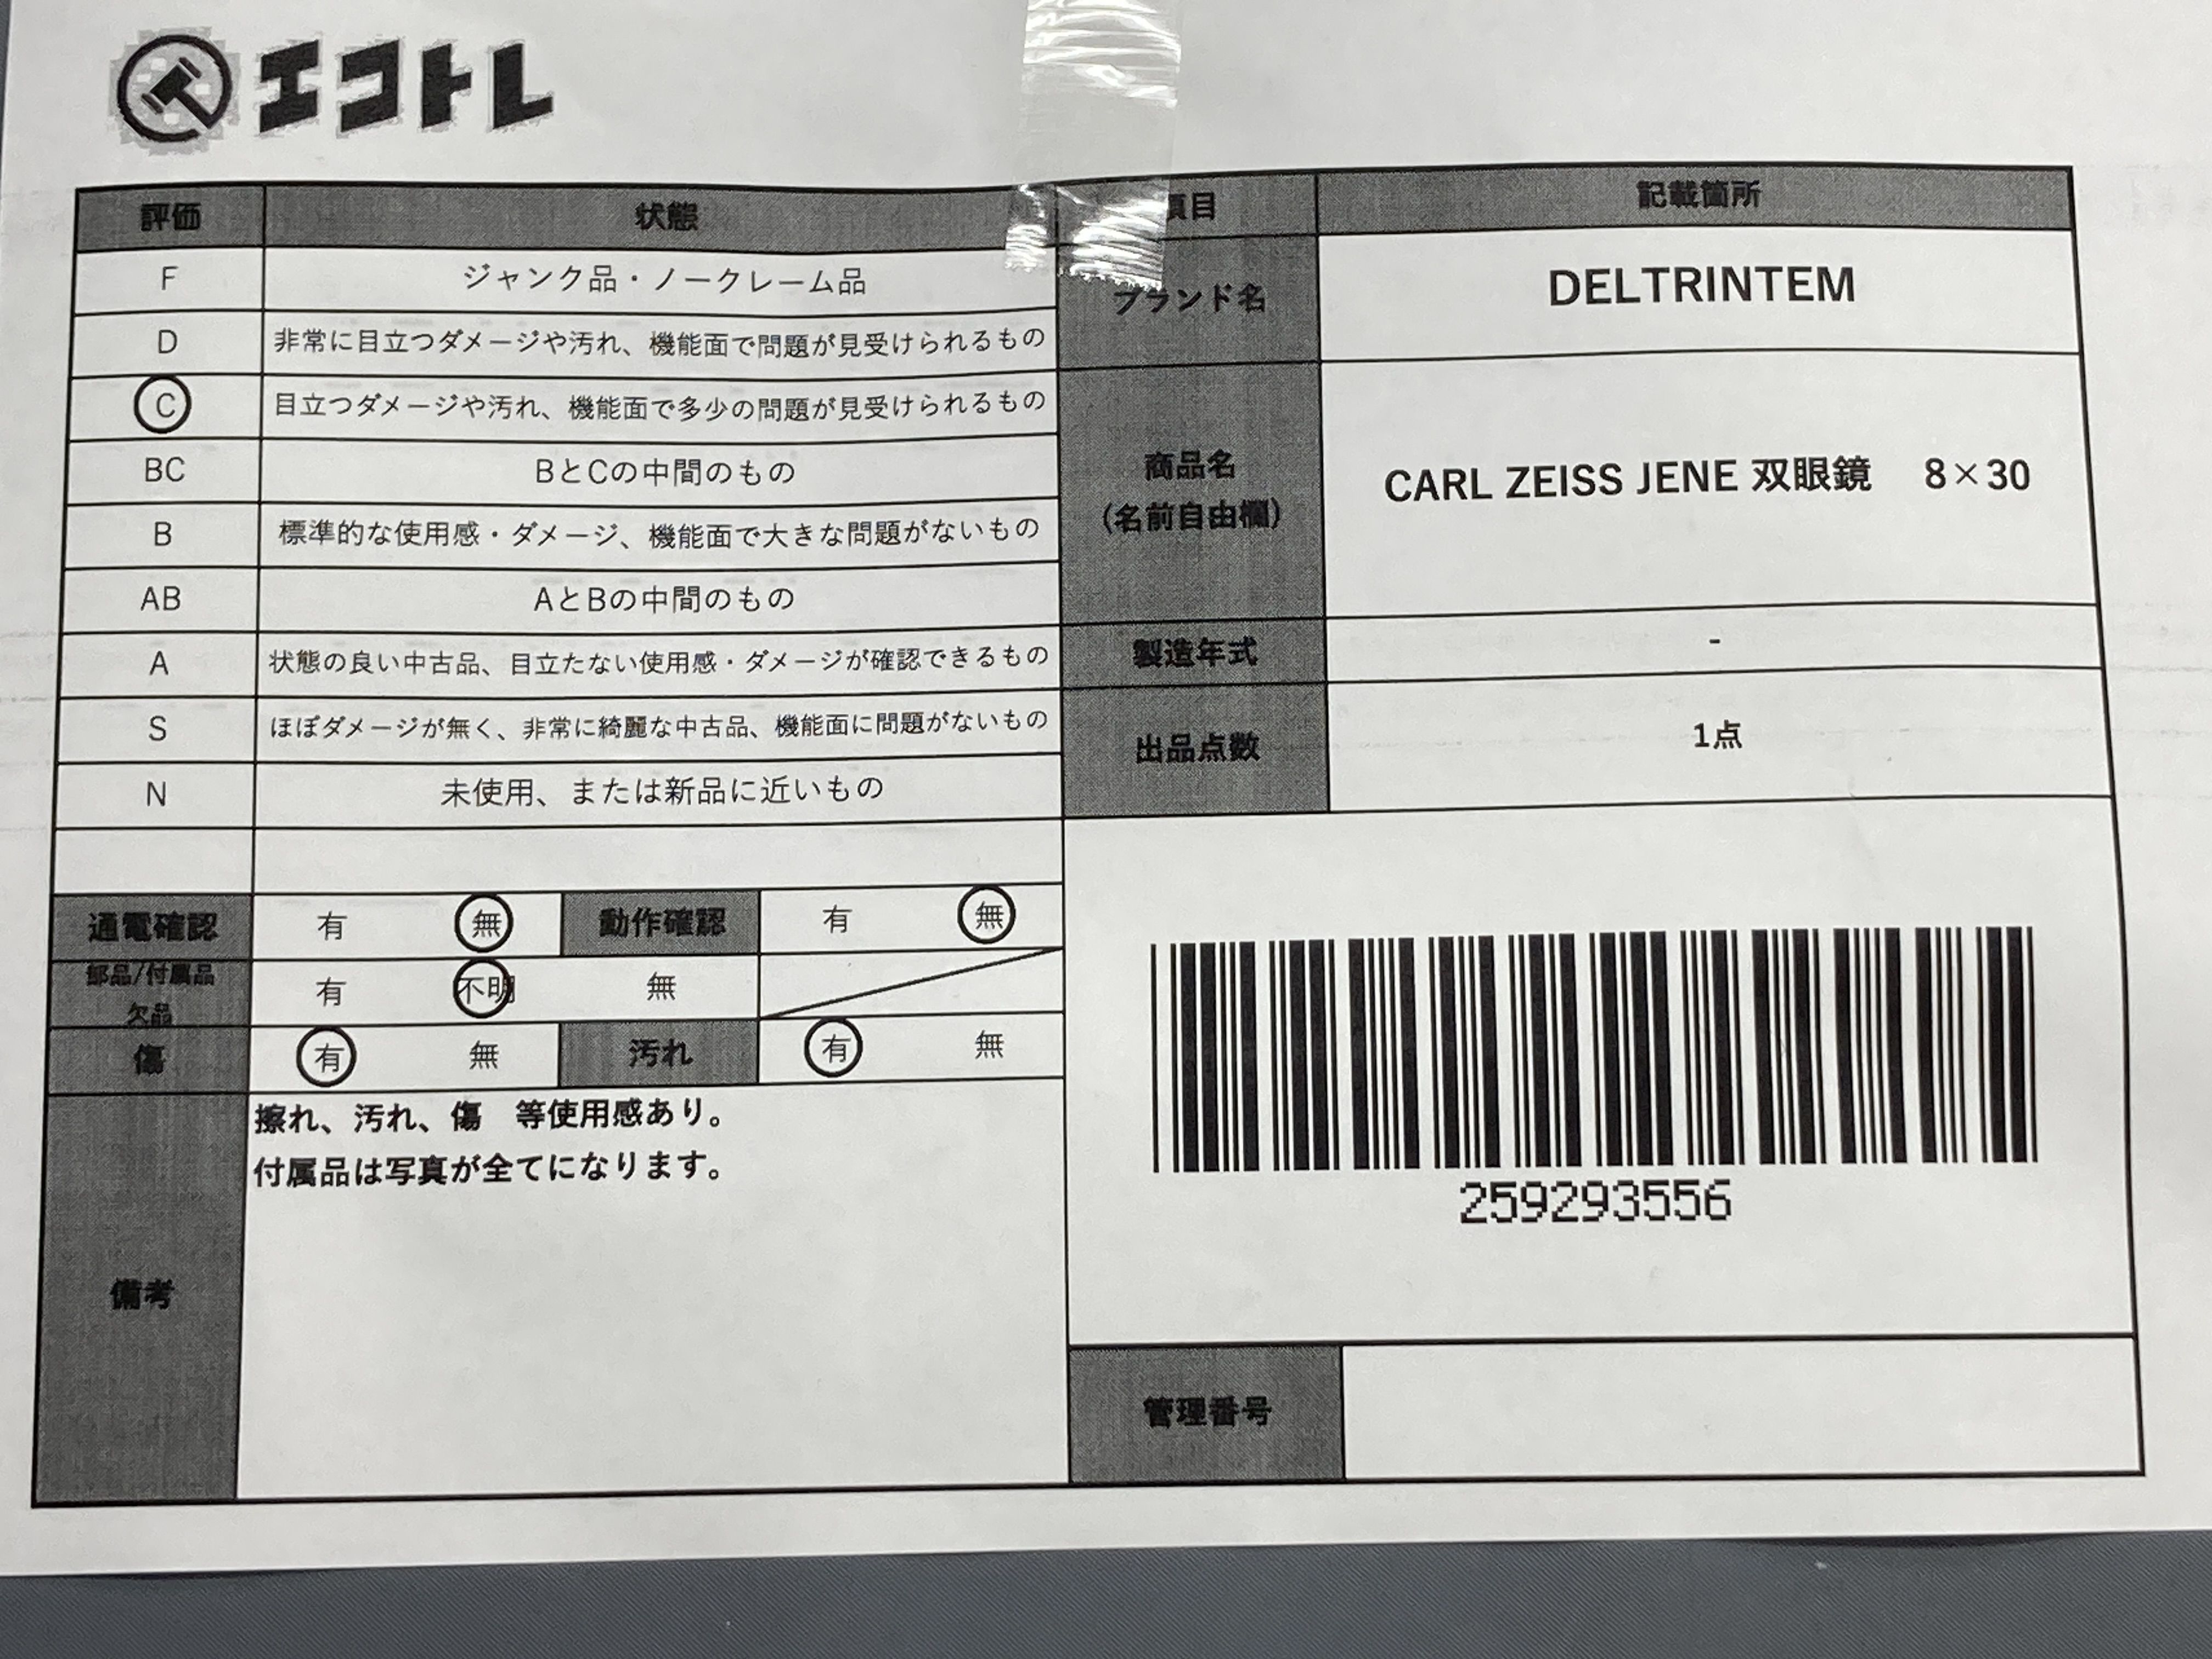 エコトレ
評価 状態
F ジャンク品・ノークレーム品
D 非常に目立つダメージや汚れ、機能面で問題が見受けられるもの
C 目立つダメージや汚れ、機能面で多少の問題が見受けられるもの
BC BとCの中間のもの
B 標準的な使用感・ダメージ、機能面で大きな問題がないもの
AB AとBの中間のもの
A 状態の良い中古品、目立たない使用感・ダメージが確認できるもの
S ほぼダメージが無く、非常に綺麗な中古品、機能面に問題がないもの
N 未使用、または新品に近いもの
通電確認 有 無 動作確認 有 無
部品/付属品
欠品
有 不明 無
傷 有 無 汚れ 有 無
備考
擦れ、汚れ、傷　等使用感あり。
付属品は写真が全てになります。
項目 記載箇所
ブランド名 DELTRINTEM
商品名
(名前自由欄)
CARL ZEISS JENE 双眼鏡　8×30
製造年式 -
出品点数 1点
259293556
管理番号